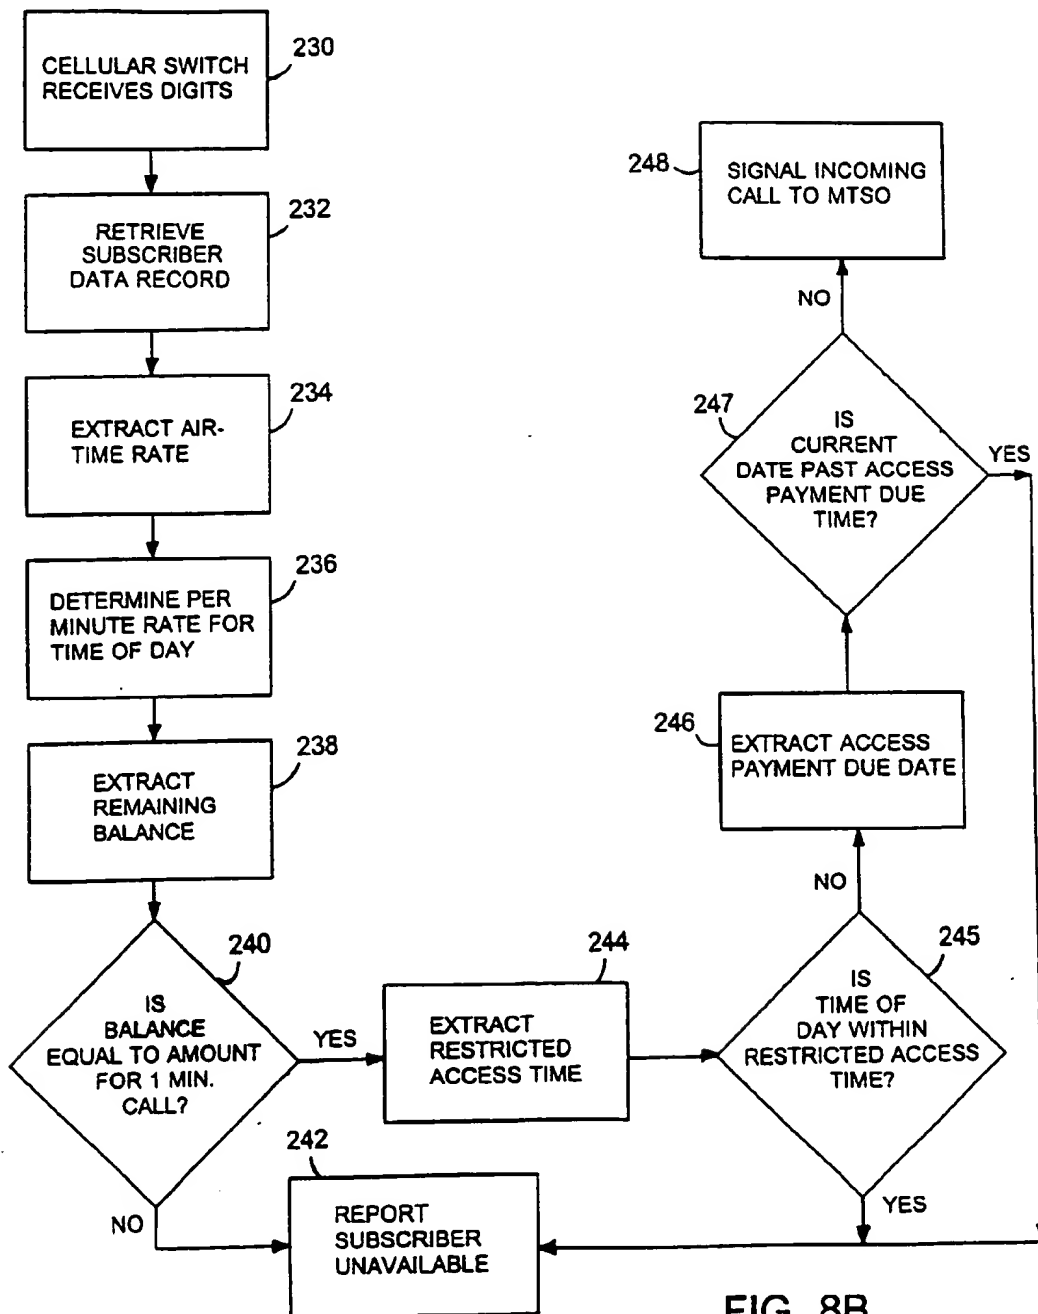 230
CELLULAR SWITCH
RECEIVES DIGITS
232
RETRIEVE
SUBSCRIBER
DATA RECORD
234
EXTRACT AIR-
TIME RATE
236
DETERMINE PER
MINUTE RATE FOR
TIME OF DAY
238
EXTRACT
REMAINING
BALANCE
240
IS
BALANCE
EQUAL TO AMOUNT
FOR 1 MIN.
CALL?
YES
NO
242
REPORT
SUBSCRIBER
UNAVAILABLE
244
EXTRACT
RESTRICTED
ACCESS TIME
245
IS
TIME OF
DAY WITHIN
RESTRICTED ACCESS
TIME?
YES
NO
246
EXTRACT ACCESS
PAYMENT DUE DATE
247
IS
CURRENT
DATE PAST ACCESS
PAYMENT DUE
TIME?
YES
NO
248
SIGNAL INCOMING
CALL TO MTSO
FIG. 8B